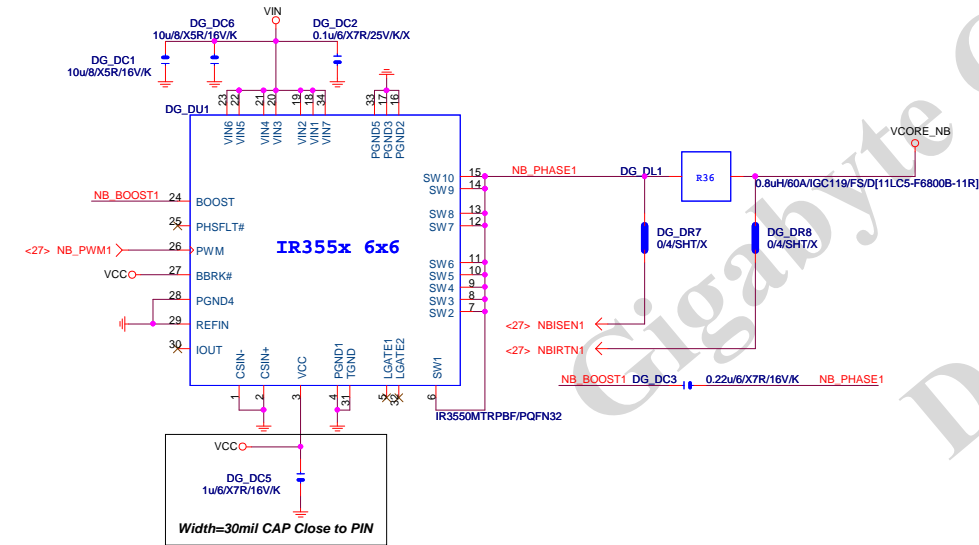 VIN
DG_DC6
10u/8/X5R/16V/K
DG_DC2
0.1u/6/X7R/25V/K/X
DG_DC1
10u/8/X5R/16V/K
DG_DU1
23 22 21 20 19 18 34 33 17 16
VIN6 VIN5 VIN4 VIN3 VIN2 VIN1 VIN7 PGND5 PGND3 PGND2
VCORE_NB
SW10 15 NB_PHASE1 DG_DL1 R36
SW9 14
0.8uH/60A/IGC119/FS/D[11LC5-F6800B-11R]
NB_BOOST1 24 BOOST
SW8 13
SW7 12
25 PHSFLT#
DG_DR7
0/4/SHT/X
DG_DR8
0/4/SHT/X
<27> NB_PWM1 26 PWM
IR355x 6x6
VCC 27 BBRK#
SW6 11
SW5 10
SW4 9
SW3 8
SW2 7
28 PGND4
29 REFIN
30 IOUT
<27> NBISEN1
<27> NBIRTN1
CSIN- CSIN+ VCC PGND1 TGND LGATE1 LGATE2 SW1
1 2 3 4 31 5 32 6
NB_BOOST1 DG_DC3 0.22u/6/X7R/16V/K NB_PHASE1
IR3550MTRPBF/PQFN32
VCC
DG_DC5
1u/6/X7R/16V/K
Width=30mil CAP Close to PIN
Gigabyte